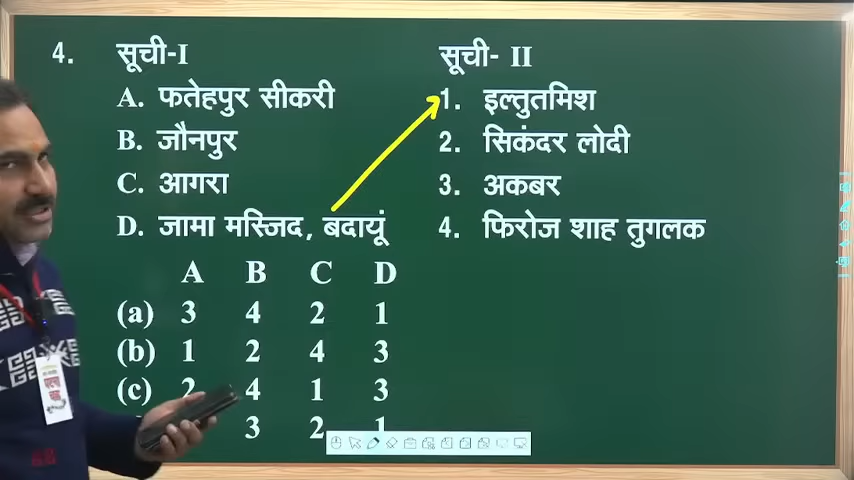 4. सूची-I सूची- II
A. फतेहपुर सीकरी 1. इल्तुतमिश
B. जौनपुर 2. सिकंदर लोदी
C. आगरा 3. अकबर
D. जामा मस्जिद, बदायूं 4. फिरोज शाह तुगलक
A B C D
(a) 3 4 2 1
(b) 1 2 4 3
(c) 2 4 1 3
3 2 1